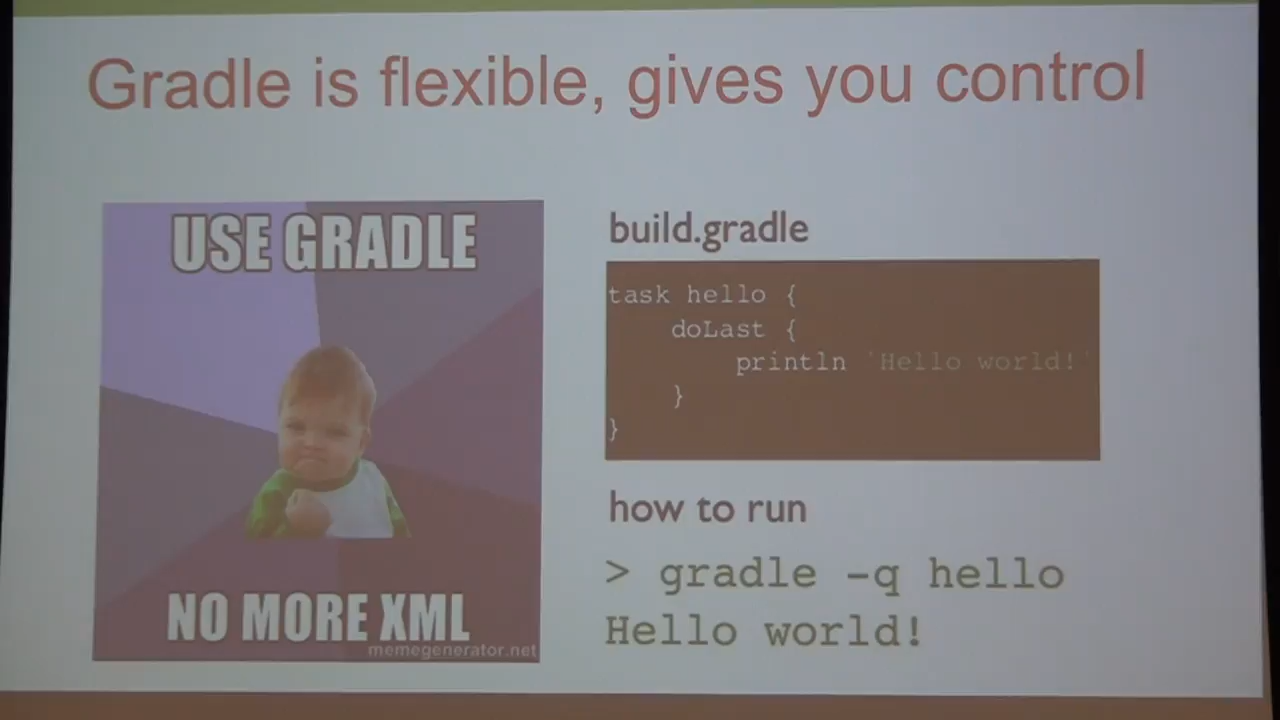 Gradle is flexible, gives you control
USE GRADLE
NO MORE XML
memegenerator.net
build.gradle
task hello {
    doLast {
        println 'Hello world!'
    }
}
how to run
> gradle -q hello
Hello world!